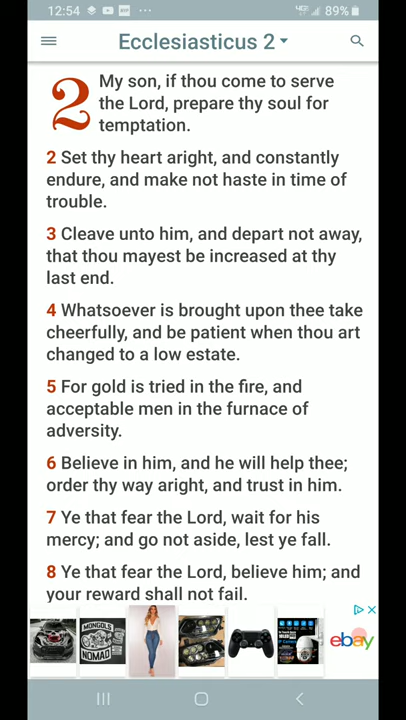 12:54 89%
Ecclesiasticus 2
2 My son, if thou come to serve
the Lord, prepare thy soul for
temptation.
2 Set thy heart aright, and constantly
endure, and make not haste in time of
trouble.
3 Cleave unto him, and depart not away,
that thou mayest be increased at thy
last end.
4 Whatsoever is brought upon thee take
cheerfully, and be patient when thou art
changed to a low estate.
5 For gold is tried in the fire, and
acceptable men in the furnace of
adversity.
6 Believe in him, and he will help thee;
order thy way aright, and trust in him.
7 Ye that fear the Lord, wait for his
mercy; and go not aside, lest ye fall.
8 Ye that fear the Lord, believe him; and
your reward shall not fail.
MONGOLS
NOMAD
ebay